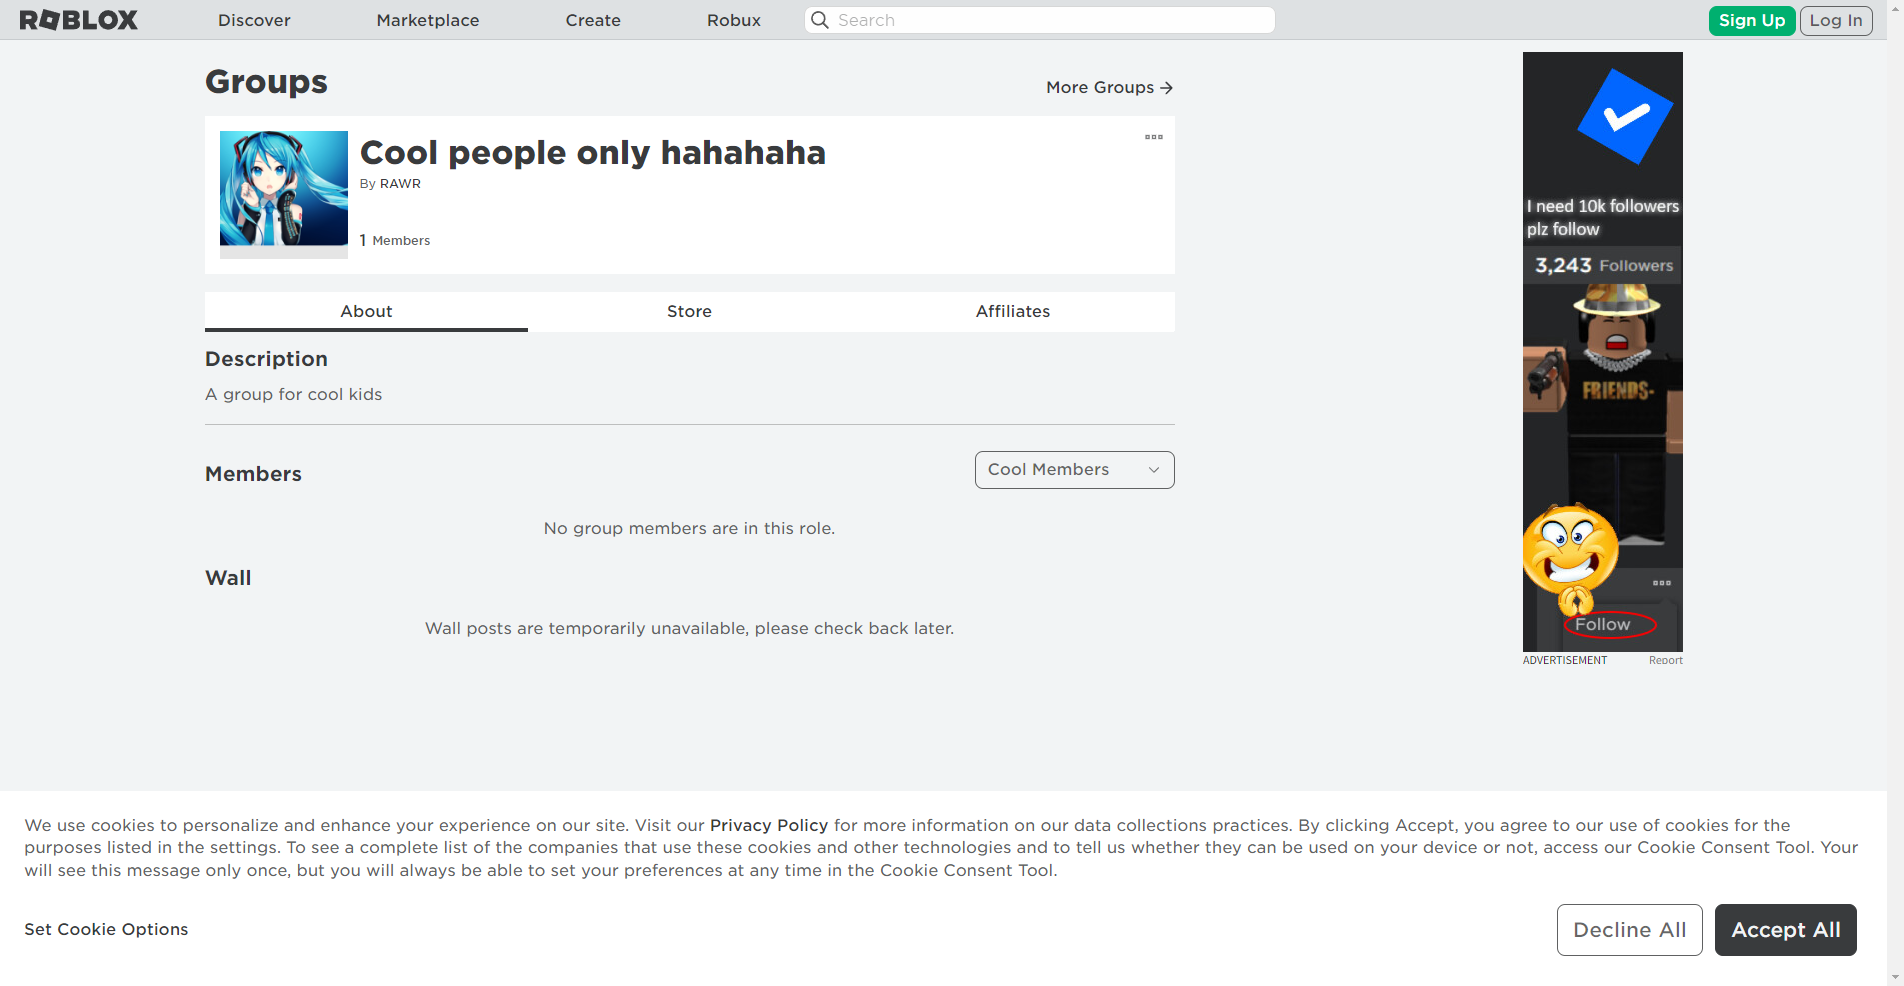 ROBLOX
Discover
Marketplace
Create
Robux
Search
Sign Up
Log In
Groups
More Groups →
Cool people only hahahaha
By RAWR
1 Members
About
Store
Affiliates
Description
A group for cool kids
Members
Cool Members
No group members are in this role.
Wall
Wall posts are temporarily unavailable, please check back later.
I need 10k followers
plz follow
3,243 Followers
FRIENDS-
Follow
ADVERTISEMENT
Report
We use cookies to personalize and enhance your experience on our site. Visit our Privacy Policy for more information on our data collections practices. By clicking Accept, you agree to our use of cookies for the
purposes listed in the settings. To see a complete list of the companies that use these cookies and other technologies and to tell us whether they can be used on your device or not, access our Cookie Consent Tool. Your
will see this message only once, but you will always be able to set your preferences at any time in the Cookie Consent Tool.
Set Cookie Options
Decline All
Accept All